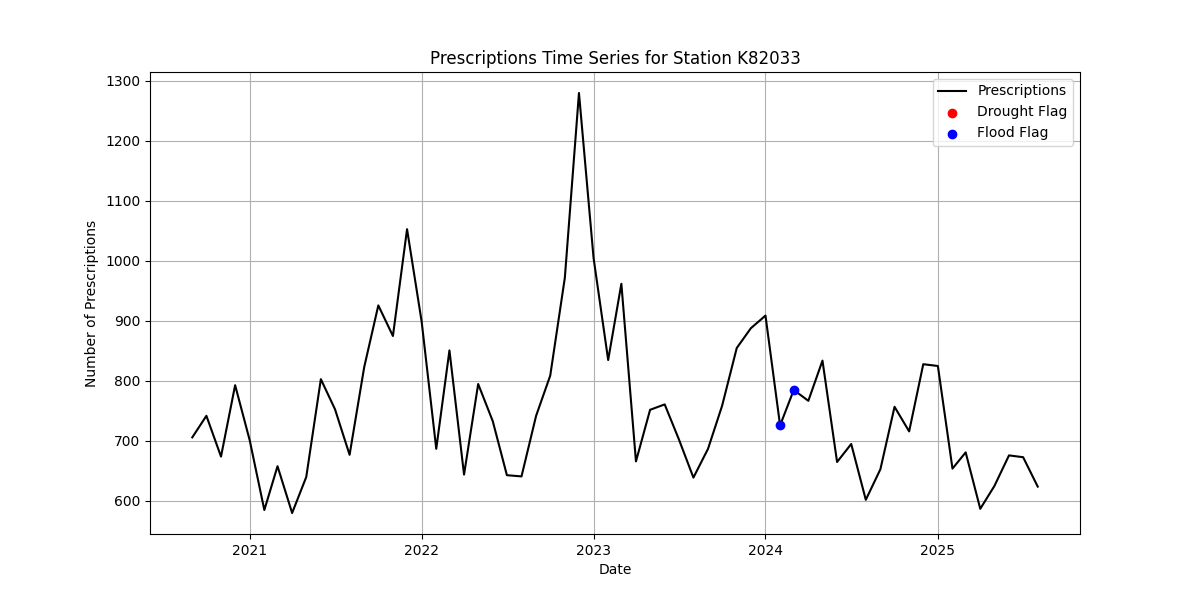 Prescriptions Time Series for Station K82033
1300
1200
1100
1000
900
800
700
600
Number of Prescriptions
Prescriptions
Drought Flag
Flood Flag
2021
2022
2023
2024
2025
Date